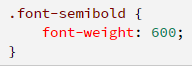 .font-semibold {
    font-weight: 600;
}